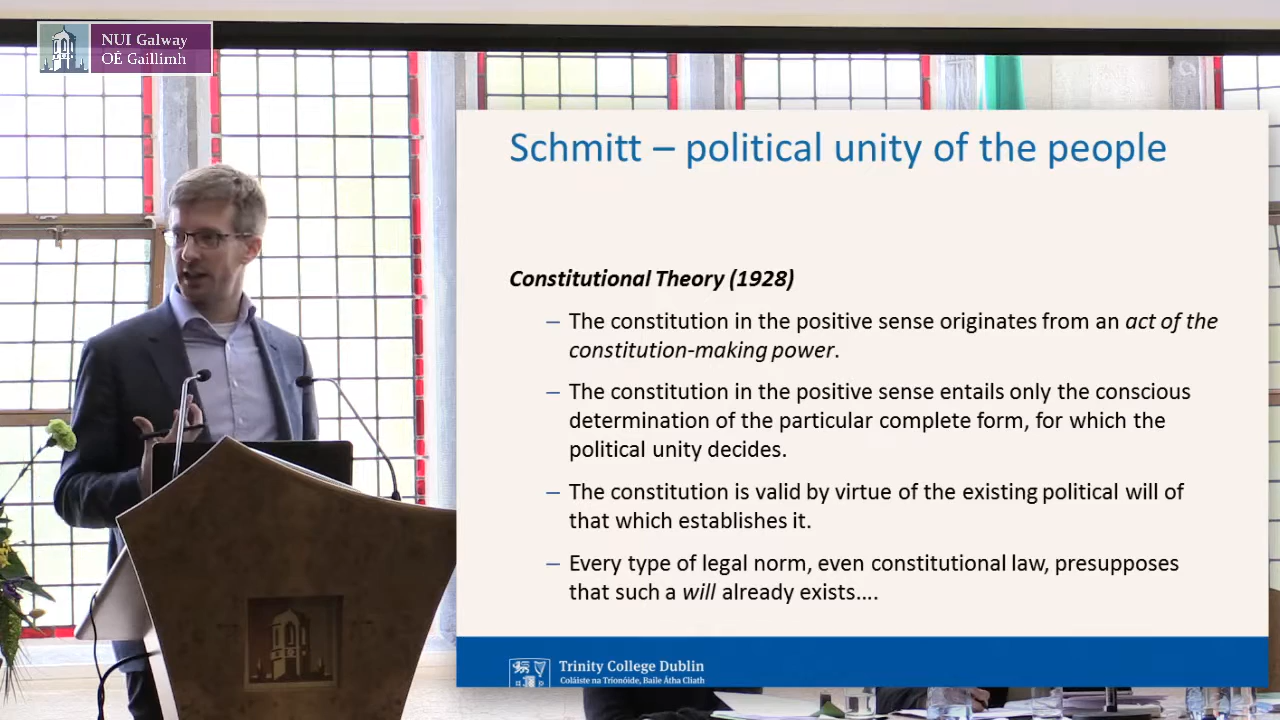 NUI Galway
OÉ Gaillimh
Schmitt – political unity of the people
Constitutional Theory (1928)
– The constitution in the positive sense originates from an act of the
constitution-making power.
– The constitution in the positive sense entails only the conscious
determination of the particular complete form, for which the
political unity decides.
– The constitution is valid by virtue of the existing political will of
that which establishes it.
– Every type of legal norm, even constitutional law, presupposes
that such a will already exists….
Trinity College Dublin
Coláiste na Tríonóide, Baile Átha Cliath